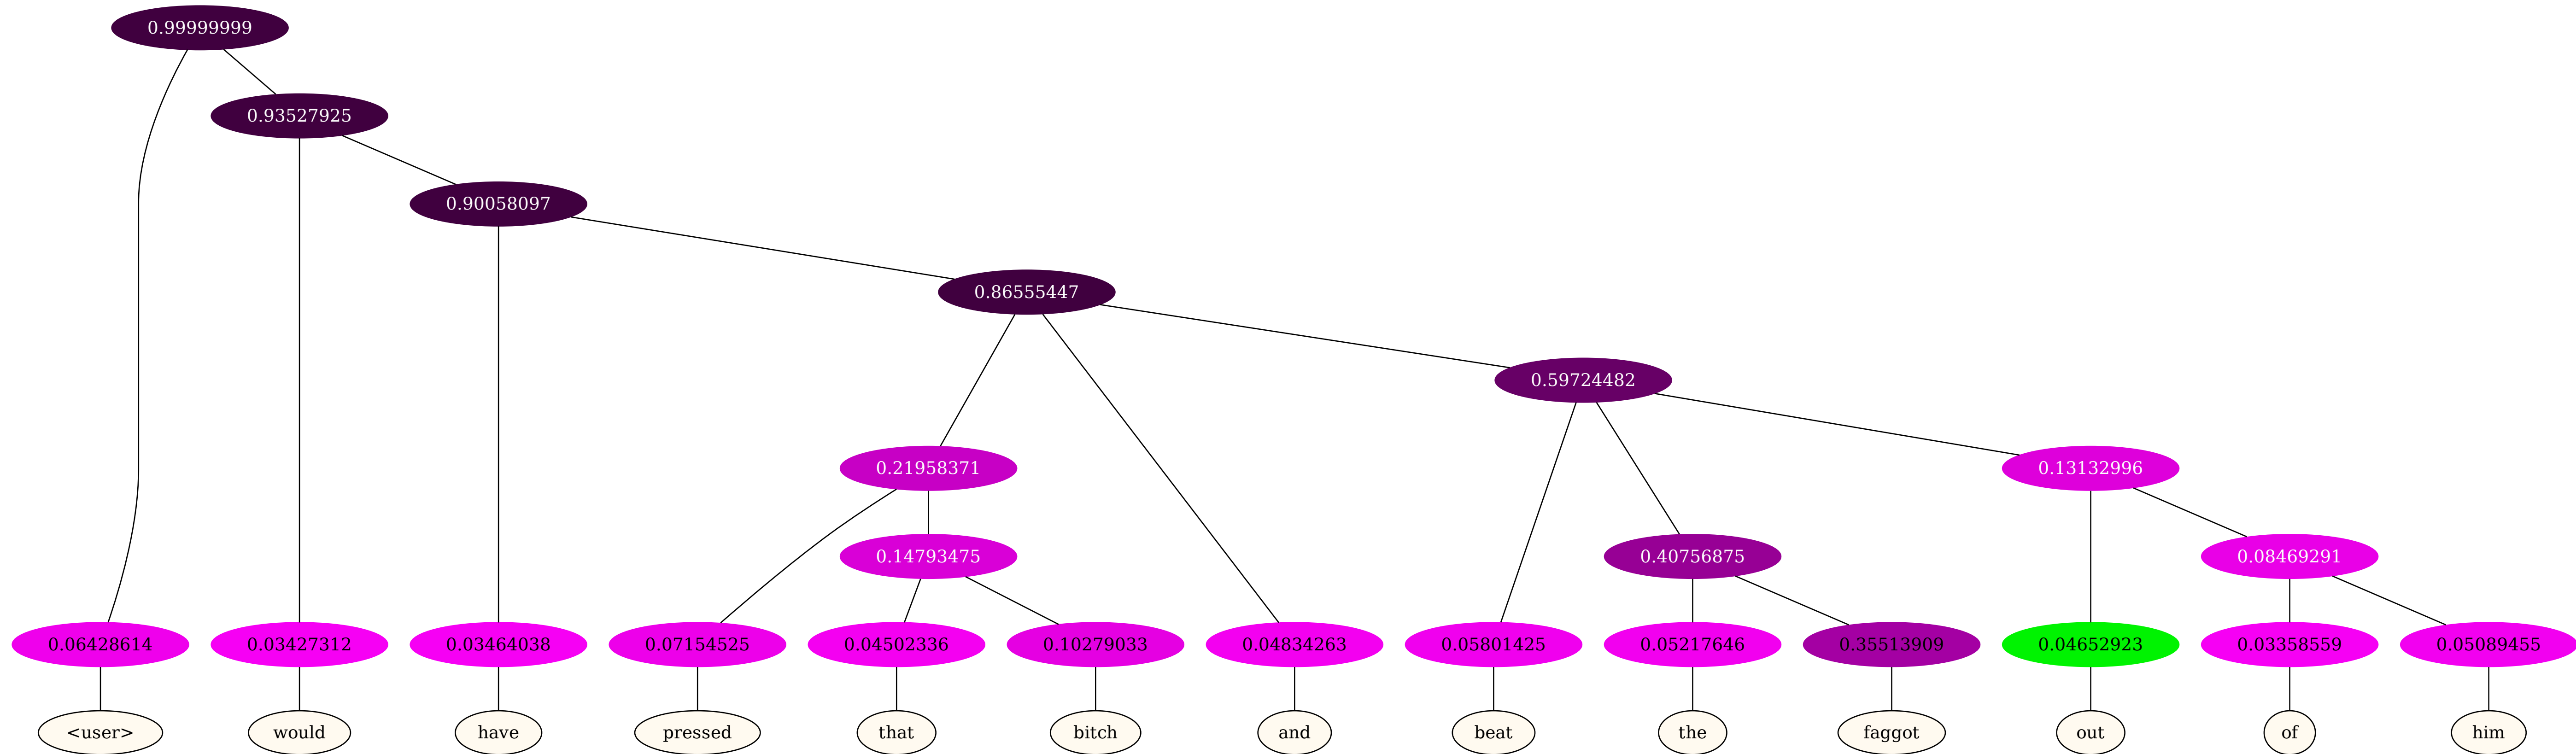 0.99999999
0.93527925
0.90058097
0.86555447
0.59724482
0.21958371 0.13132996
0.14793475 0.40756875 0.08469291
0.06428614 0.03427312 0.03464038 0.07154525 0.04502336 0.10279033 0.04834263 0.05801425 0.05217646 0.35513909 0.04652923 0.03358559 0.05089455
<user> would have pressed that bitch and beat the faggot out of him